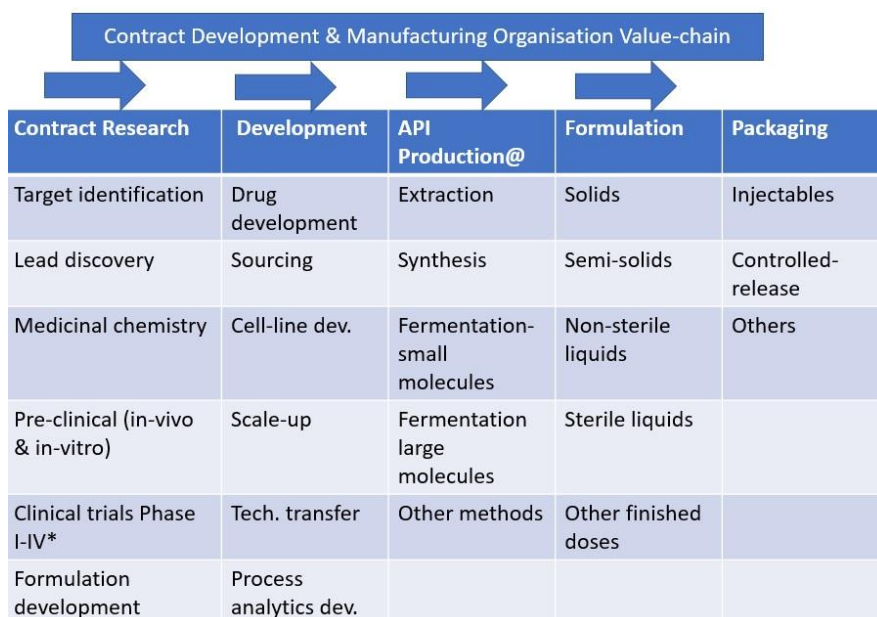 Contract Development & Manufacturing Organisation Value-chain
Contract Research
Development
API
Production@
Formulation
Packaging
Target identification
Drug
development
Extraction
Solids
Injectables
Lead discovery
Sourcing
Synthesis
Semi-solids
Controlled-
release
Medicinal chemistry
Cell-line dev.
Fermentation-
small
molecules
Non-sterile
liquids
Others
Pre-clinical (in-vivo
& in-vitro)
Scale-up
Fermentation
large
molecules
Sterile liquids
Clinical trials Phase
I-IV*
Tech. transfer
Other methods
Other finished
doses
Formulation
development
Process
analytics dev.